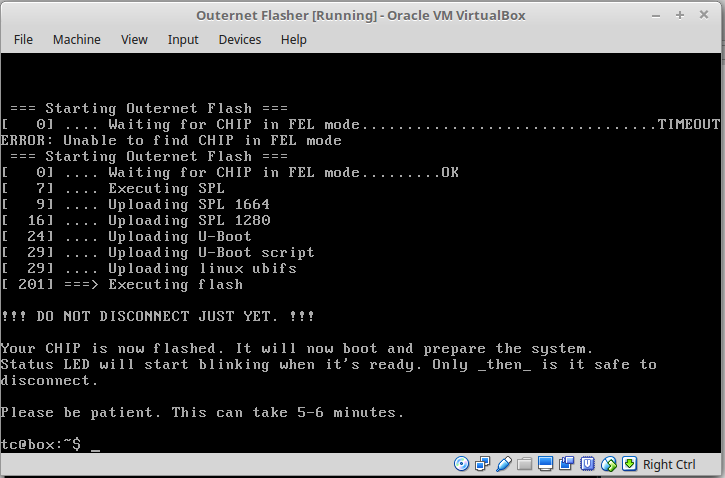 Outernet Flasher [Running] - Oracle VM VirtualBox
File Machine View Input Devices Help
=== Starting Outernet Flash ===
[   0] .... Waiting for CHIP in FEL mode.................................TIMEOUT
ERROR: Unable to find CHIP in FEL mode
=== Starting Outernet Flash ===
[   0] .... Waiting for CHIP in FEL mode.........OK
[   7] .... Executing SPL
[   9] .... Uploading SPL 1664
[  16] .... Uploading SPL 1280
[  24] .... Uploading U-Boot
[  29] .... Uploading U-Boot script
[  29] .... Uploading linux ubifs
[ 201] ===> Executing flash
!!! DO NOT DISCONNECT JUST YET. !!!
Your CHIP is now flashed. It will now boot and prepare the system.
Status LED will start blinking when it's ready. Only _then_ is it safe to
disconnect.
Please be patient. This can take 5-6 minutes.
tc@box:~$ _
Right Ctrl